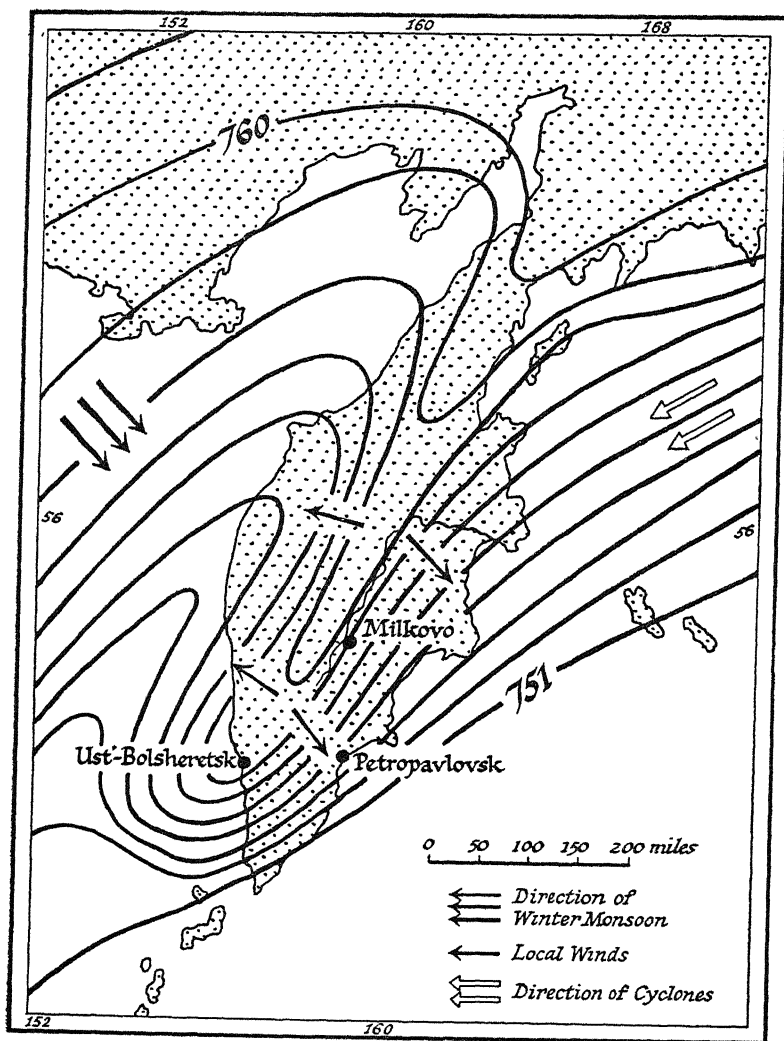 152
160
168
760
56
56
Milkovo
751
Ust'-Bolsheretsk
Petropavlovsk
0 50 100 150 200 miles
Direction of
Winter Monsoon
Local Winds
Direction of Cyclones
152
160